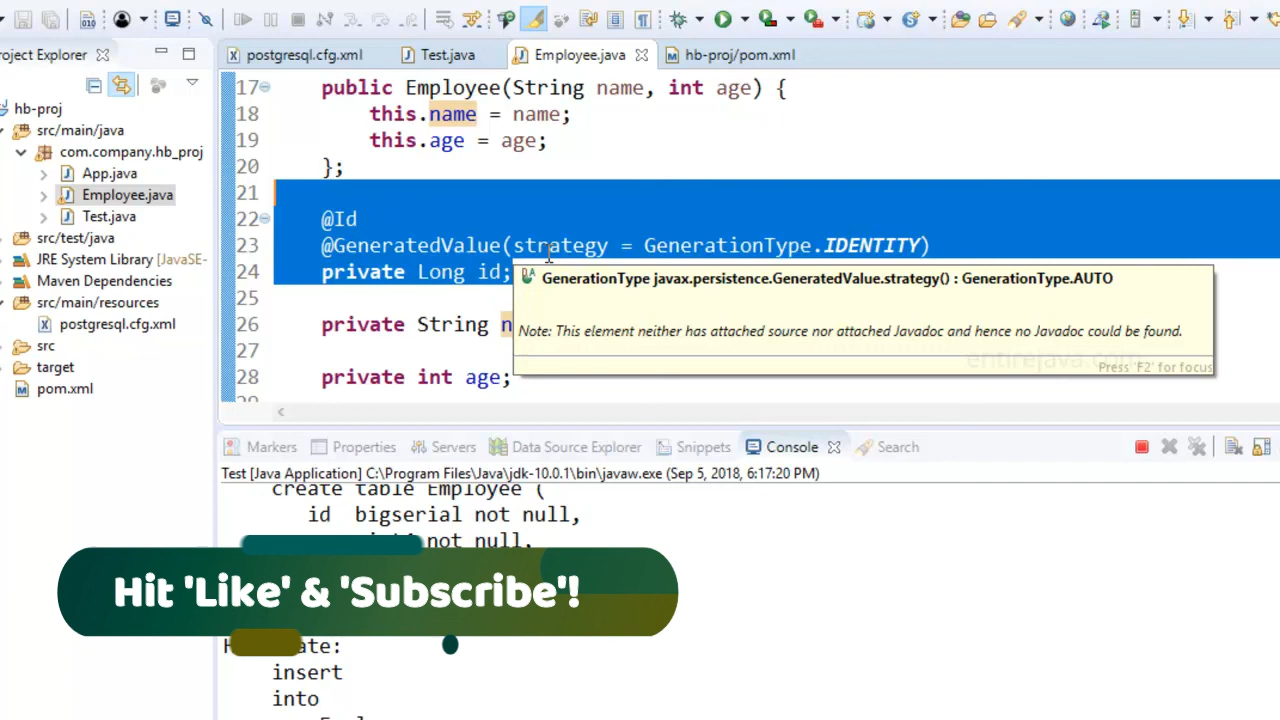 roject Explorer
hb-proj
src/main/java
com.company.hb_proj
App.java
Employee.java
Test.java
src/test/java
JRE System Library [JavaSE-
Maven Dependencies
src/main/resources
postgresql.cfg.xml
src
target
pom.xml
postgresql.cfg.xml Test.java Employee.java hb-proj/pom.xml
17 public Employee(String name, int age) {
18 this.name = name;
19 this.age = age;
20 };
21
22 @Id
23 @GeneratedValue(strategy = GenerationType.IDENTITY)
24 private Long id;
25
26 private String n
27
28 private int age;
29
GenerationType javax.persistence.GeneratedValue.strategy() : GenerationType.AUTO
Note: This element neither has attached source nor attached Javadoc and hence no Javadoc could be found.
entirejava.com
Press 'F2' for focus
Markers Properties Servers Data Source Explorer Snippets Console Search
Test [Java Application] C:\Program Files\Java\jdk-10.0.1\bin\javaw.exe (Sep 5, 2018, 6:17:20 PM)
create table Employee (
id bigserial not null,
not null,
Hit 'Like' & 'Subscribe'!
ate:
insert
into